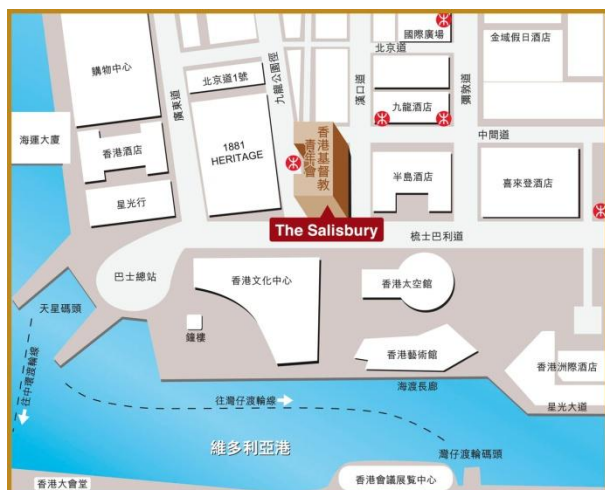 國際廣場
金域假日酒店
北京道
購物中心
北京道1號
九龍公園徑
漢口道
彌敦道
廣東道
九龍酒店
海運大廈
香港酒店
1881
HERITAGE
香港基督教
青年會
中間道
半島酒店
喜來登酒店
星光行
The Salisbury
梳士巴利道
巴士總站
香港文化中心
香港太空館
天星碼頭
鐘樓
香港藝術館
香港洲際酒店
往中環渡輪線
海渡長廊
往灣仔渡輪線
星光大道
維多利亞港
灣仔渡輪碼頭
香港大會堂
香港會議展覧中心